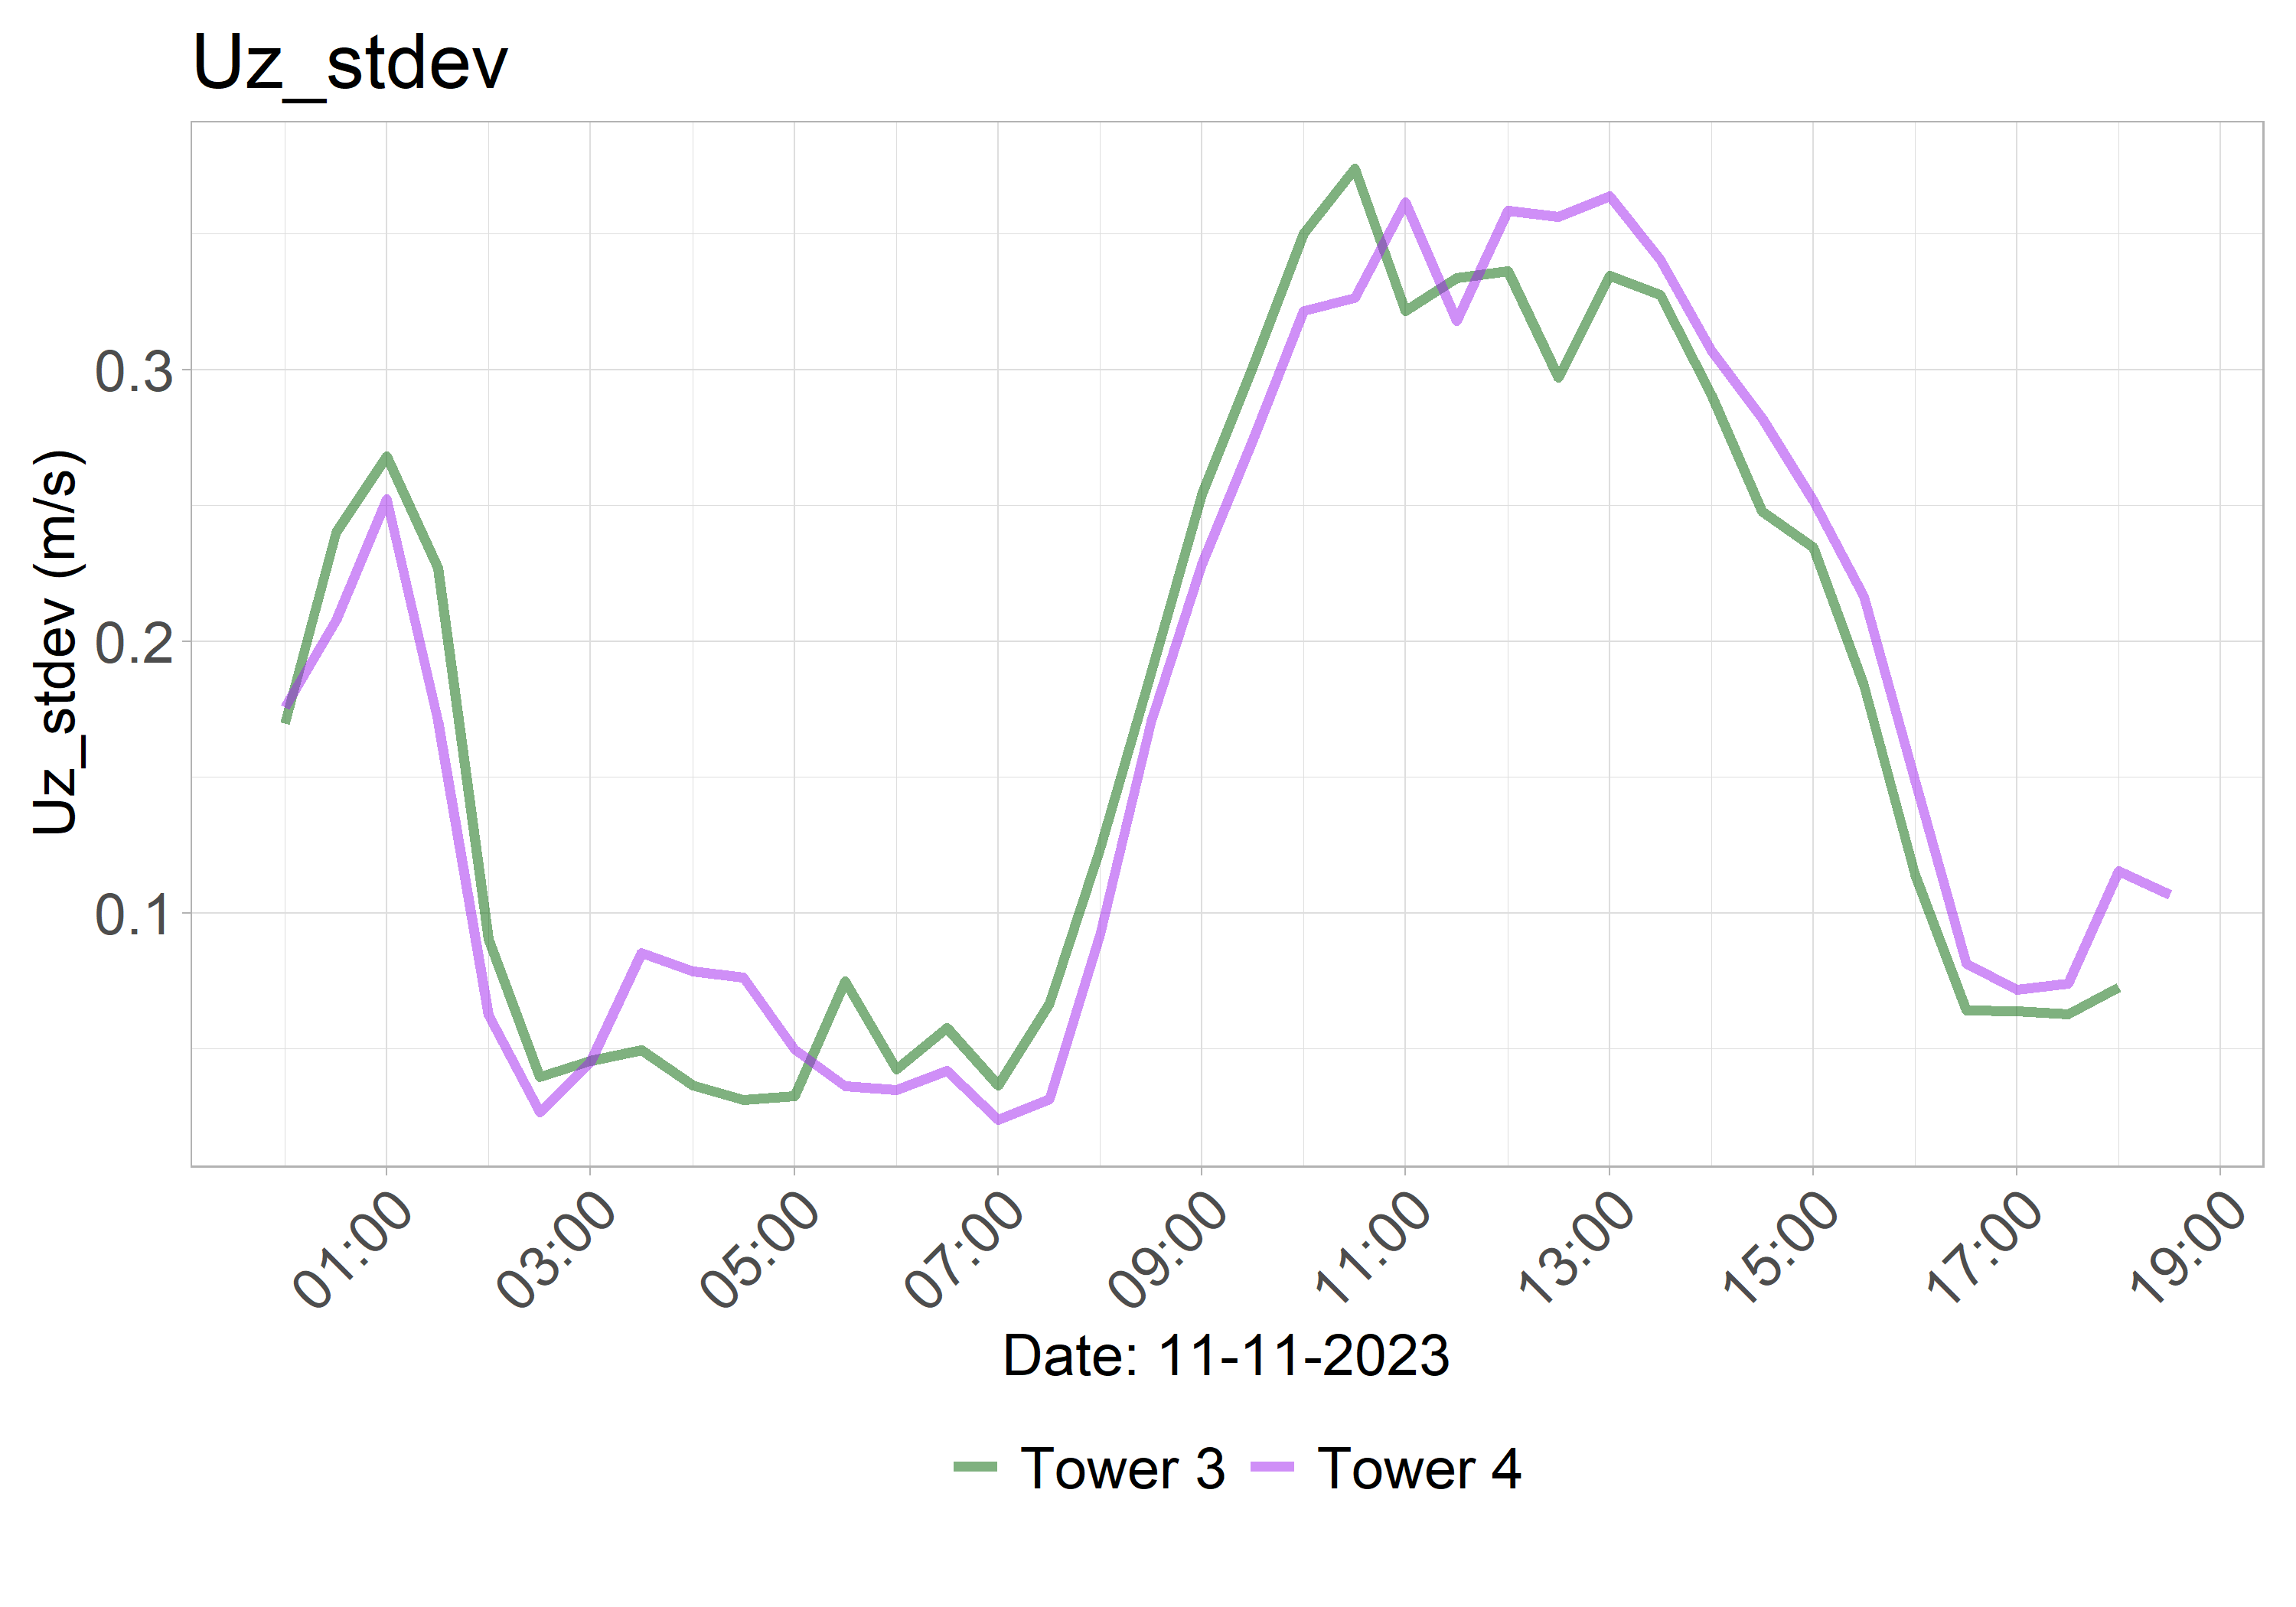 Uz_stdev
Uz_stdev (m/s)
0.3
0.2
0.1
01:00 03:00 05:00 07:00 09:00 11:00 13:00 15:00 17:00 19:00
Date: 11-11-2023
Tower 3 Tower 4